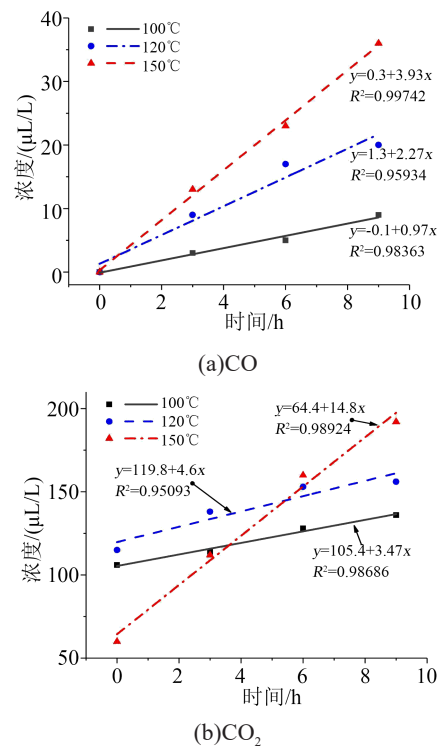 40
30
20
10
0
0
2
4
6
8
10
浓度/(μL/L)
时间/h
100℃
120℃
150℃
y=0.3+3.93x
R²=0.99742
y=1.3+2.27x
R²=0.95934
y=-0.1+0.97x
R²=0.98363
(a)CO
200
150
100
50
0
2
4
6
8
10
浓度/(μL/L)
时间/h
100℃
120℃
150℃
y=64.4+14.8x
R²=0.98924
y=119.8+4.6x
R²=0.95093
y=105.4+3.47x
R²=0.98686
(b)CO₂